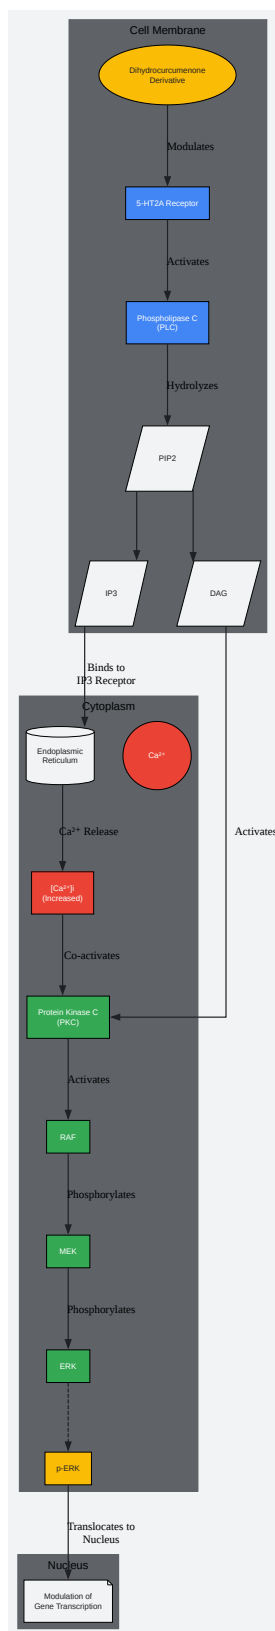 Cell Membrane
Dihydrocurcumenone
Derivative
Modulates
5-HT2A Receptor
Activates
Phospholipase C
(PLC)
Hydrolyzes
PIP2
IP3
DAG
Binds to
IP3 Receptor
Cytoplasm
Endoplasmic
Reticulum
Ca²⁺
Ca²⁺ Release
Activates
[Ca²⁺]i
(Increased)
Co-activates
Protein Kinase C
(PKC)
Activates
RAF
Phosphorylates
MEK
Phosphorylates
ERK
p-ERK
Translocates to
Nucleus
Nucleus
Modulation of
Gene Transcription